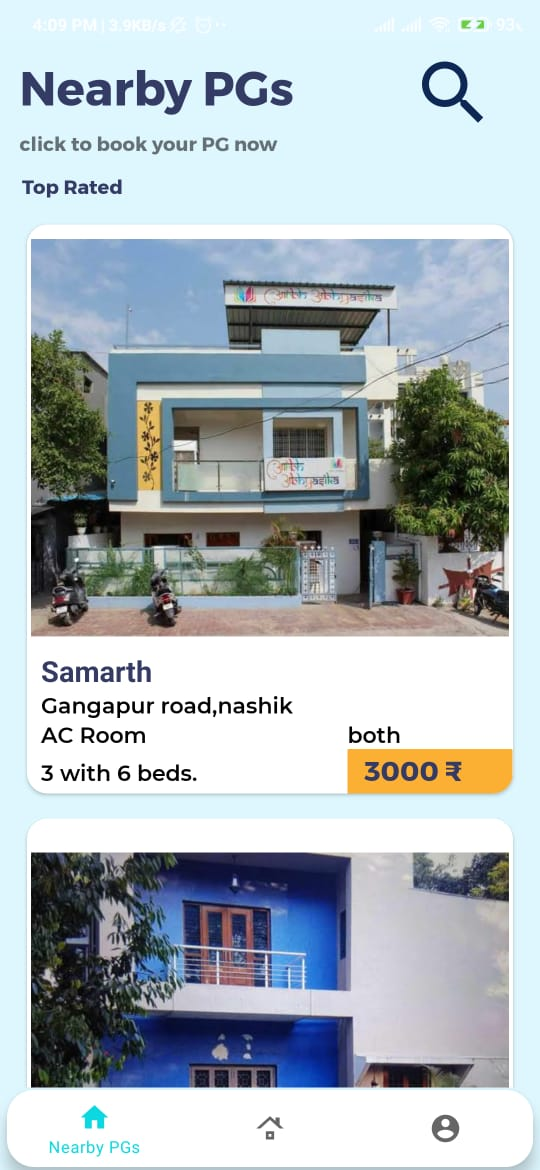 4:09 PM | 3.9KB/s
93
Nearby PGs
click to book your PG now
Top Rated
Samarth
Gangapur road,nashik
AC Room
both
3 with 6 beds.
3000 ₹
Nearby PGs